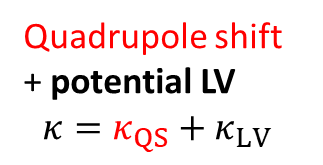 Quadrupole shift
+ potential LV
κ = κ_QS + κ_LV